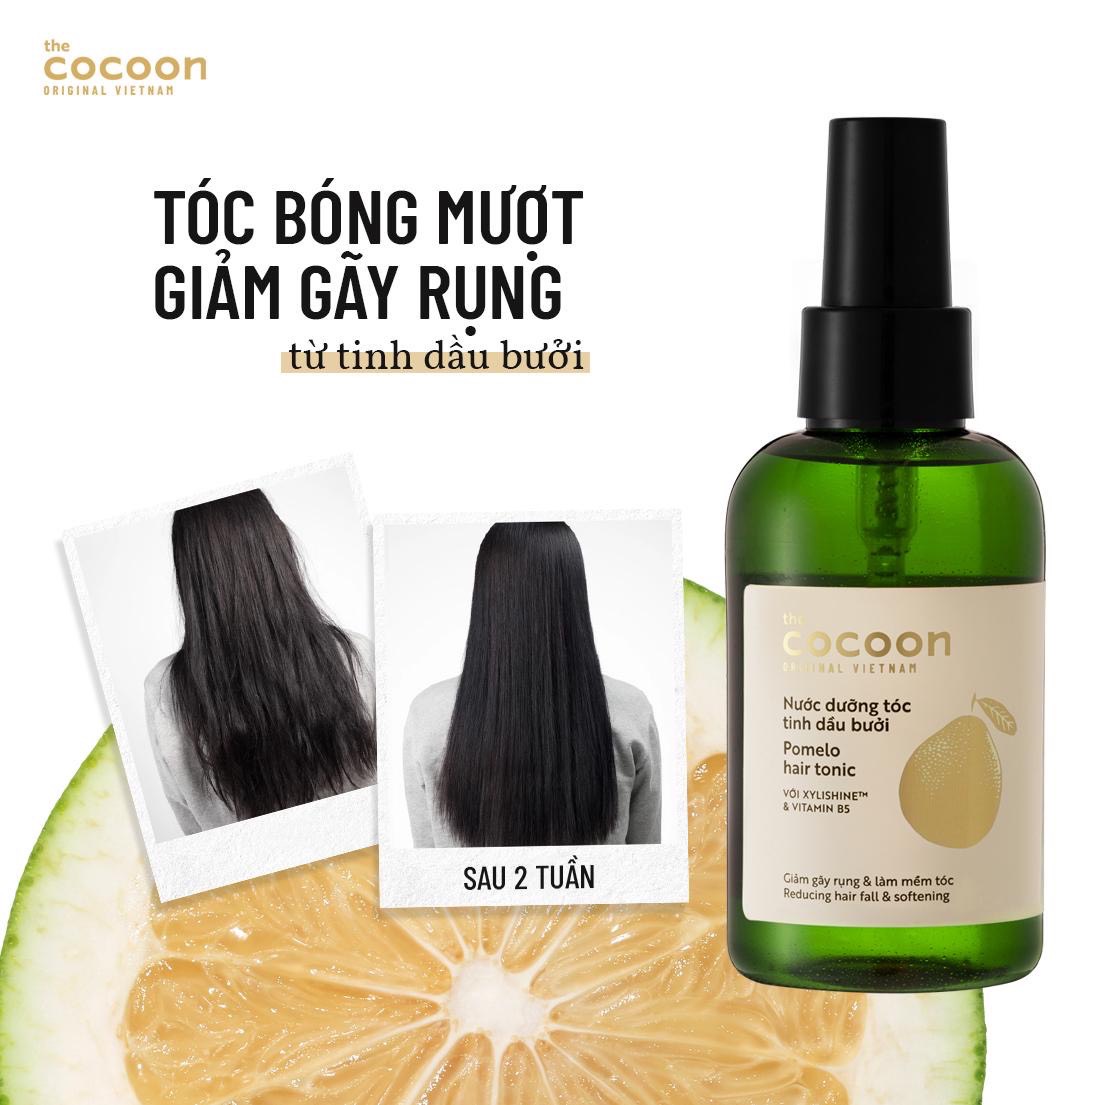 the
cocoon
ORIGINAL VIETNAM
TÓC BÓNG MƯỢT
GIẢM GÃY RỤNG
từ tinh dầu bưởi
SAU 2 TUẦN
the
cocoon
ORIGINAL VIETNAM
Nước dưỡng tóc
tinh dầu bưởi
Pomelo
hair tonic
VỚI XYLISHINE™
& VITAMIN B5
Giảm gãy rụng & làm mềm tóc
Reducing hair fall & softening